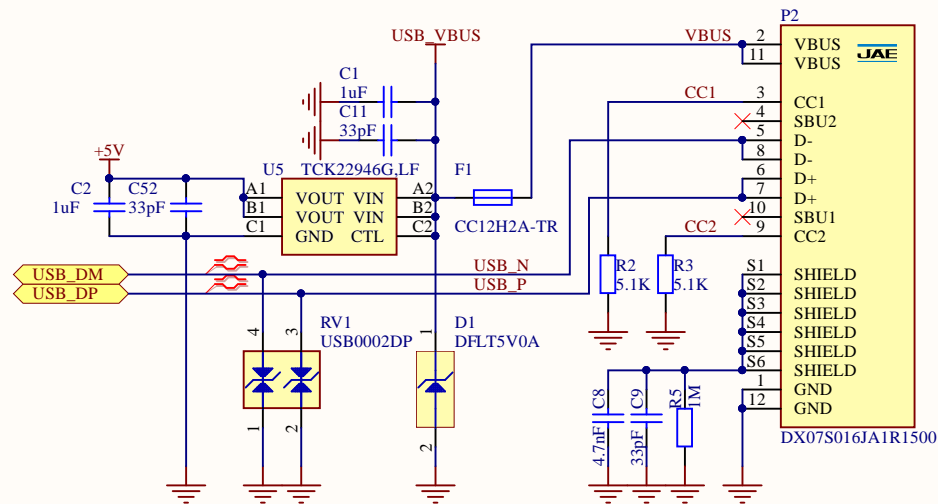 P2
USB_VBUS
VBUS 2 VBUS JAE
11 VBUS
C1
1uF
C11
33pF
CC1 3 CC1
4 SBU2
5 D-
8 D-
+5V
U5 TCK22946G,LF F1
6 D+
C2 C52
1uF 33pF
A1 VOUT VIN A2
B1 VOUT VIN B2
C1 GND CTL C2
CC12H2A-TR
7 D+
10 SBU1
CC2 9 CC2
USB_DM USB_N
USB_DP USB_P
R2
5.1K
R3
5.1K
S1 SHIELD
S2 SHIELD
S3 SHIELD
S4 SHIELD
S5 SHIELD
S6 SHIELD
4 3 RV1
USB0002DP
1 D1
DFLT5V0A
1 GND
12 GND
C8
4.7nF
C9
33pF
R5
1M
1 2 2
DX07S016JA1R1500